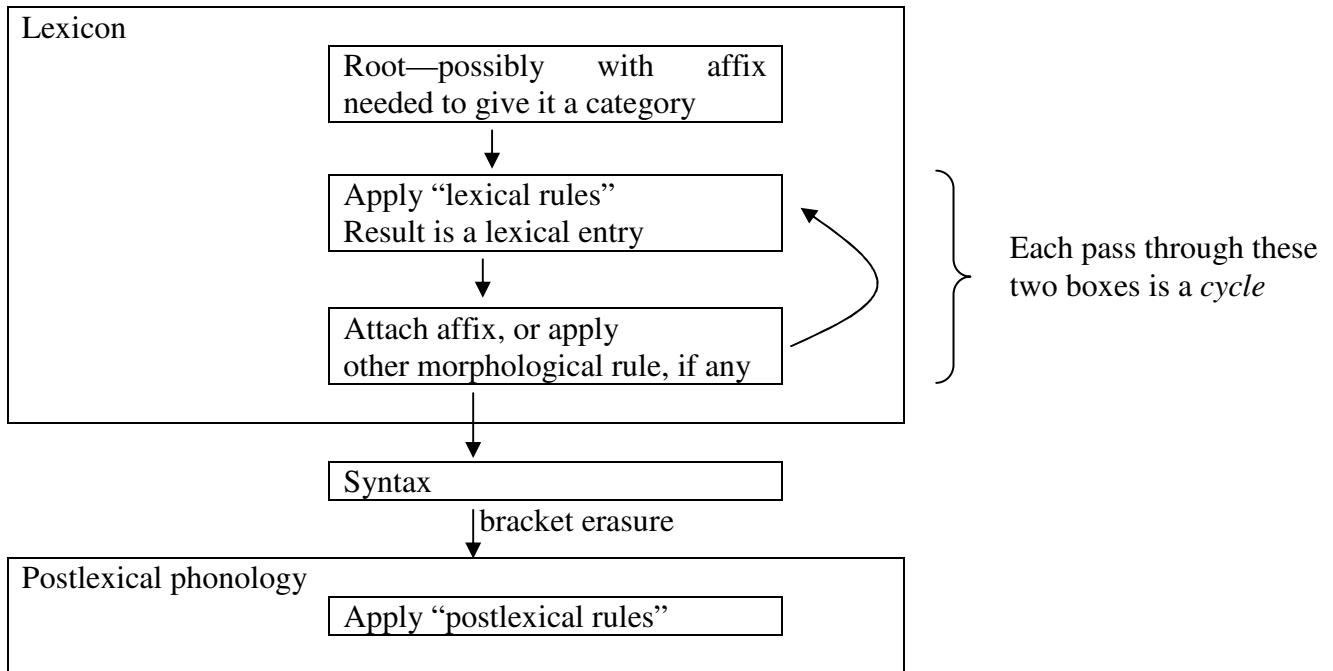 Lexicon
Root—possibly with affix
needed to give it a category
Apply “lexical rules”
Result is a lexical entry
Each pass through these
two boxes is a cycle
Attach affix, or apply
other morphological rule, if any
Syntax
bracket erasure
Postlexical phonology
Apply “postlexical rules”